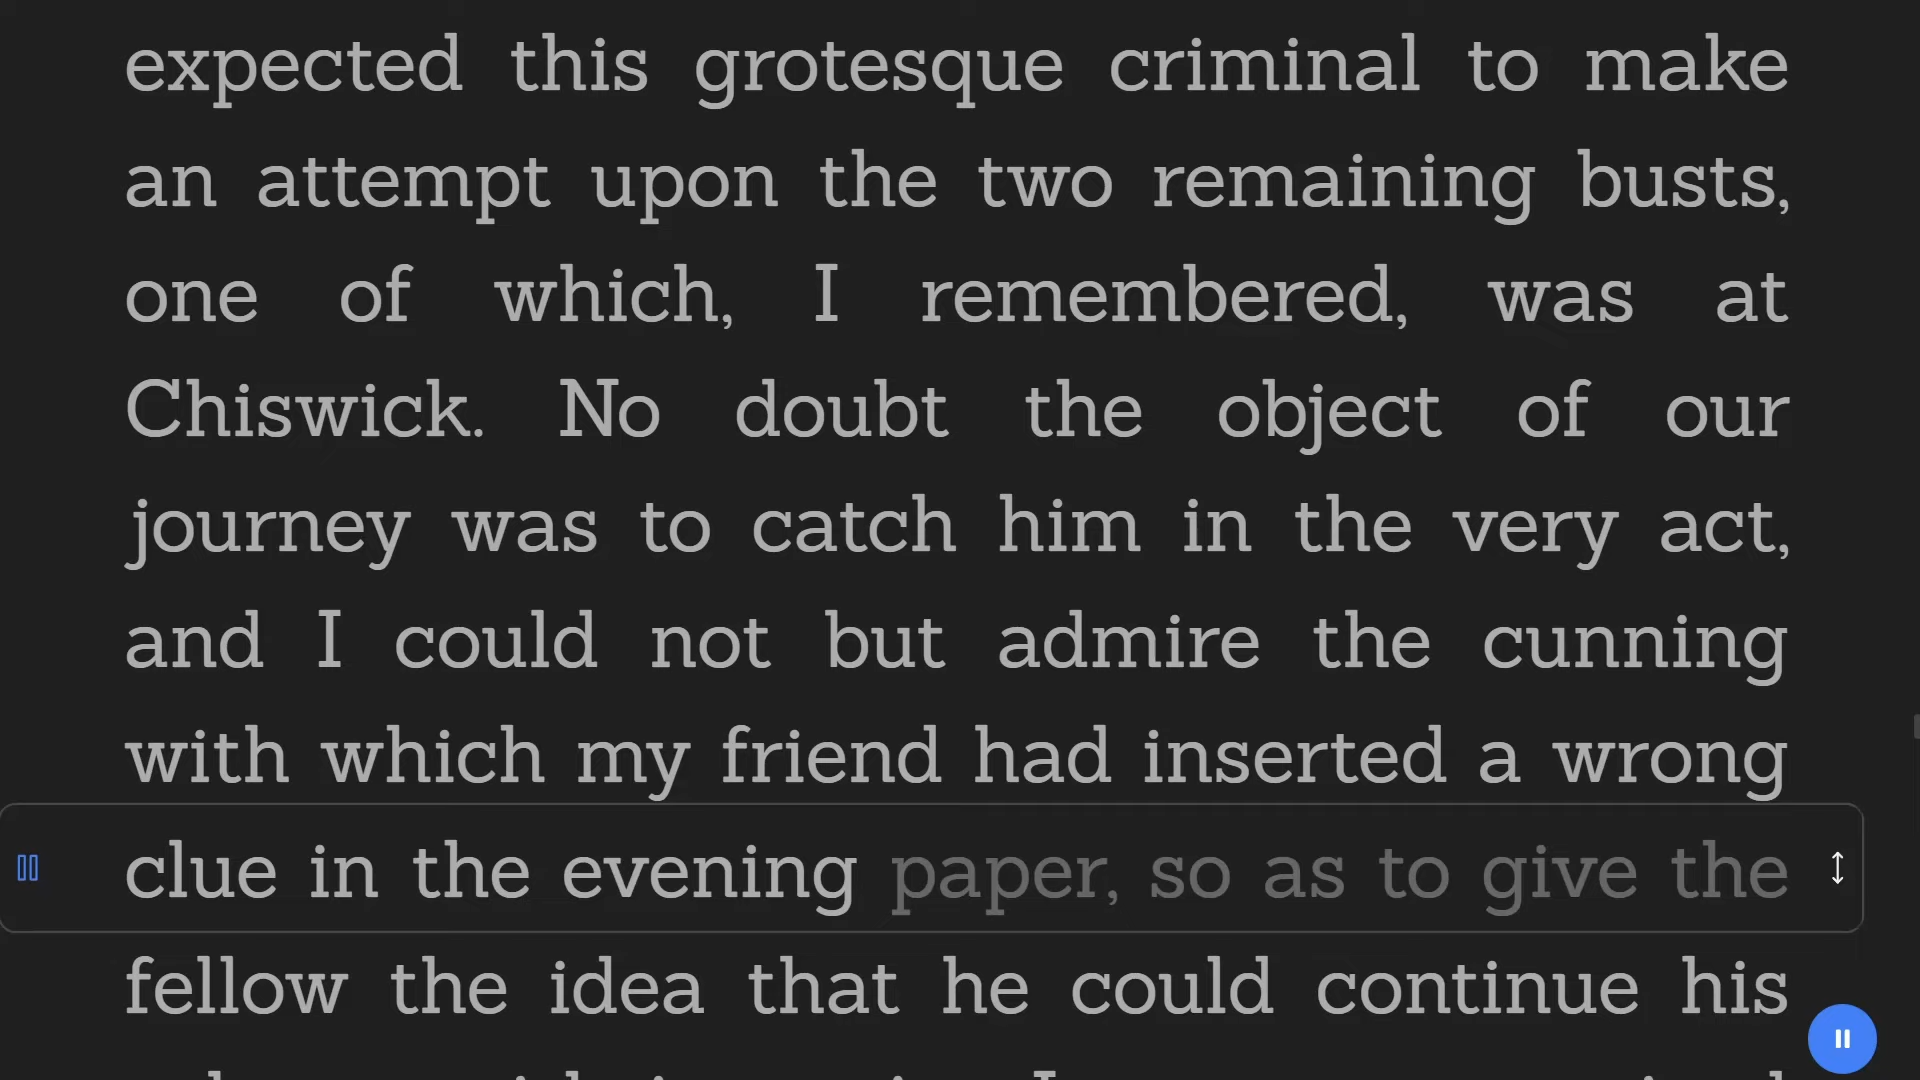 expected this grotesque criminal to make
an attempt upon the two remaining busts,
one of which, I remembered, was at
Chiswick. No doubt the object of our
journey was to catch him in the very act,
and I could not but admire the cunning
with which my friend had inserted a wrong
clue in the evening paper, so as to give the
fellow the idea that he could continue his